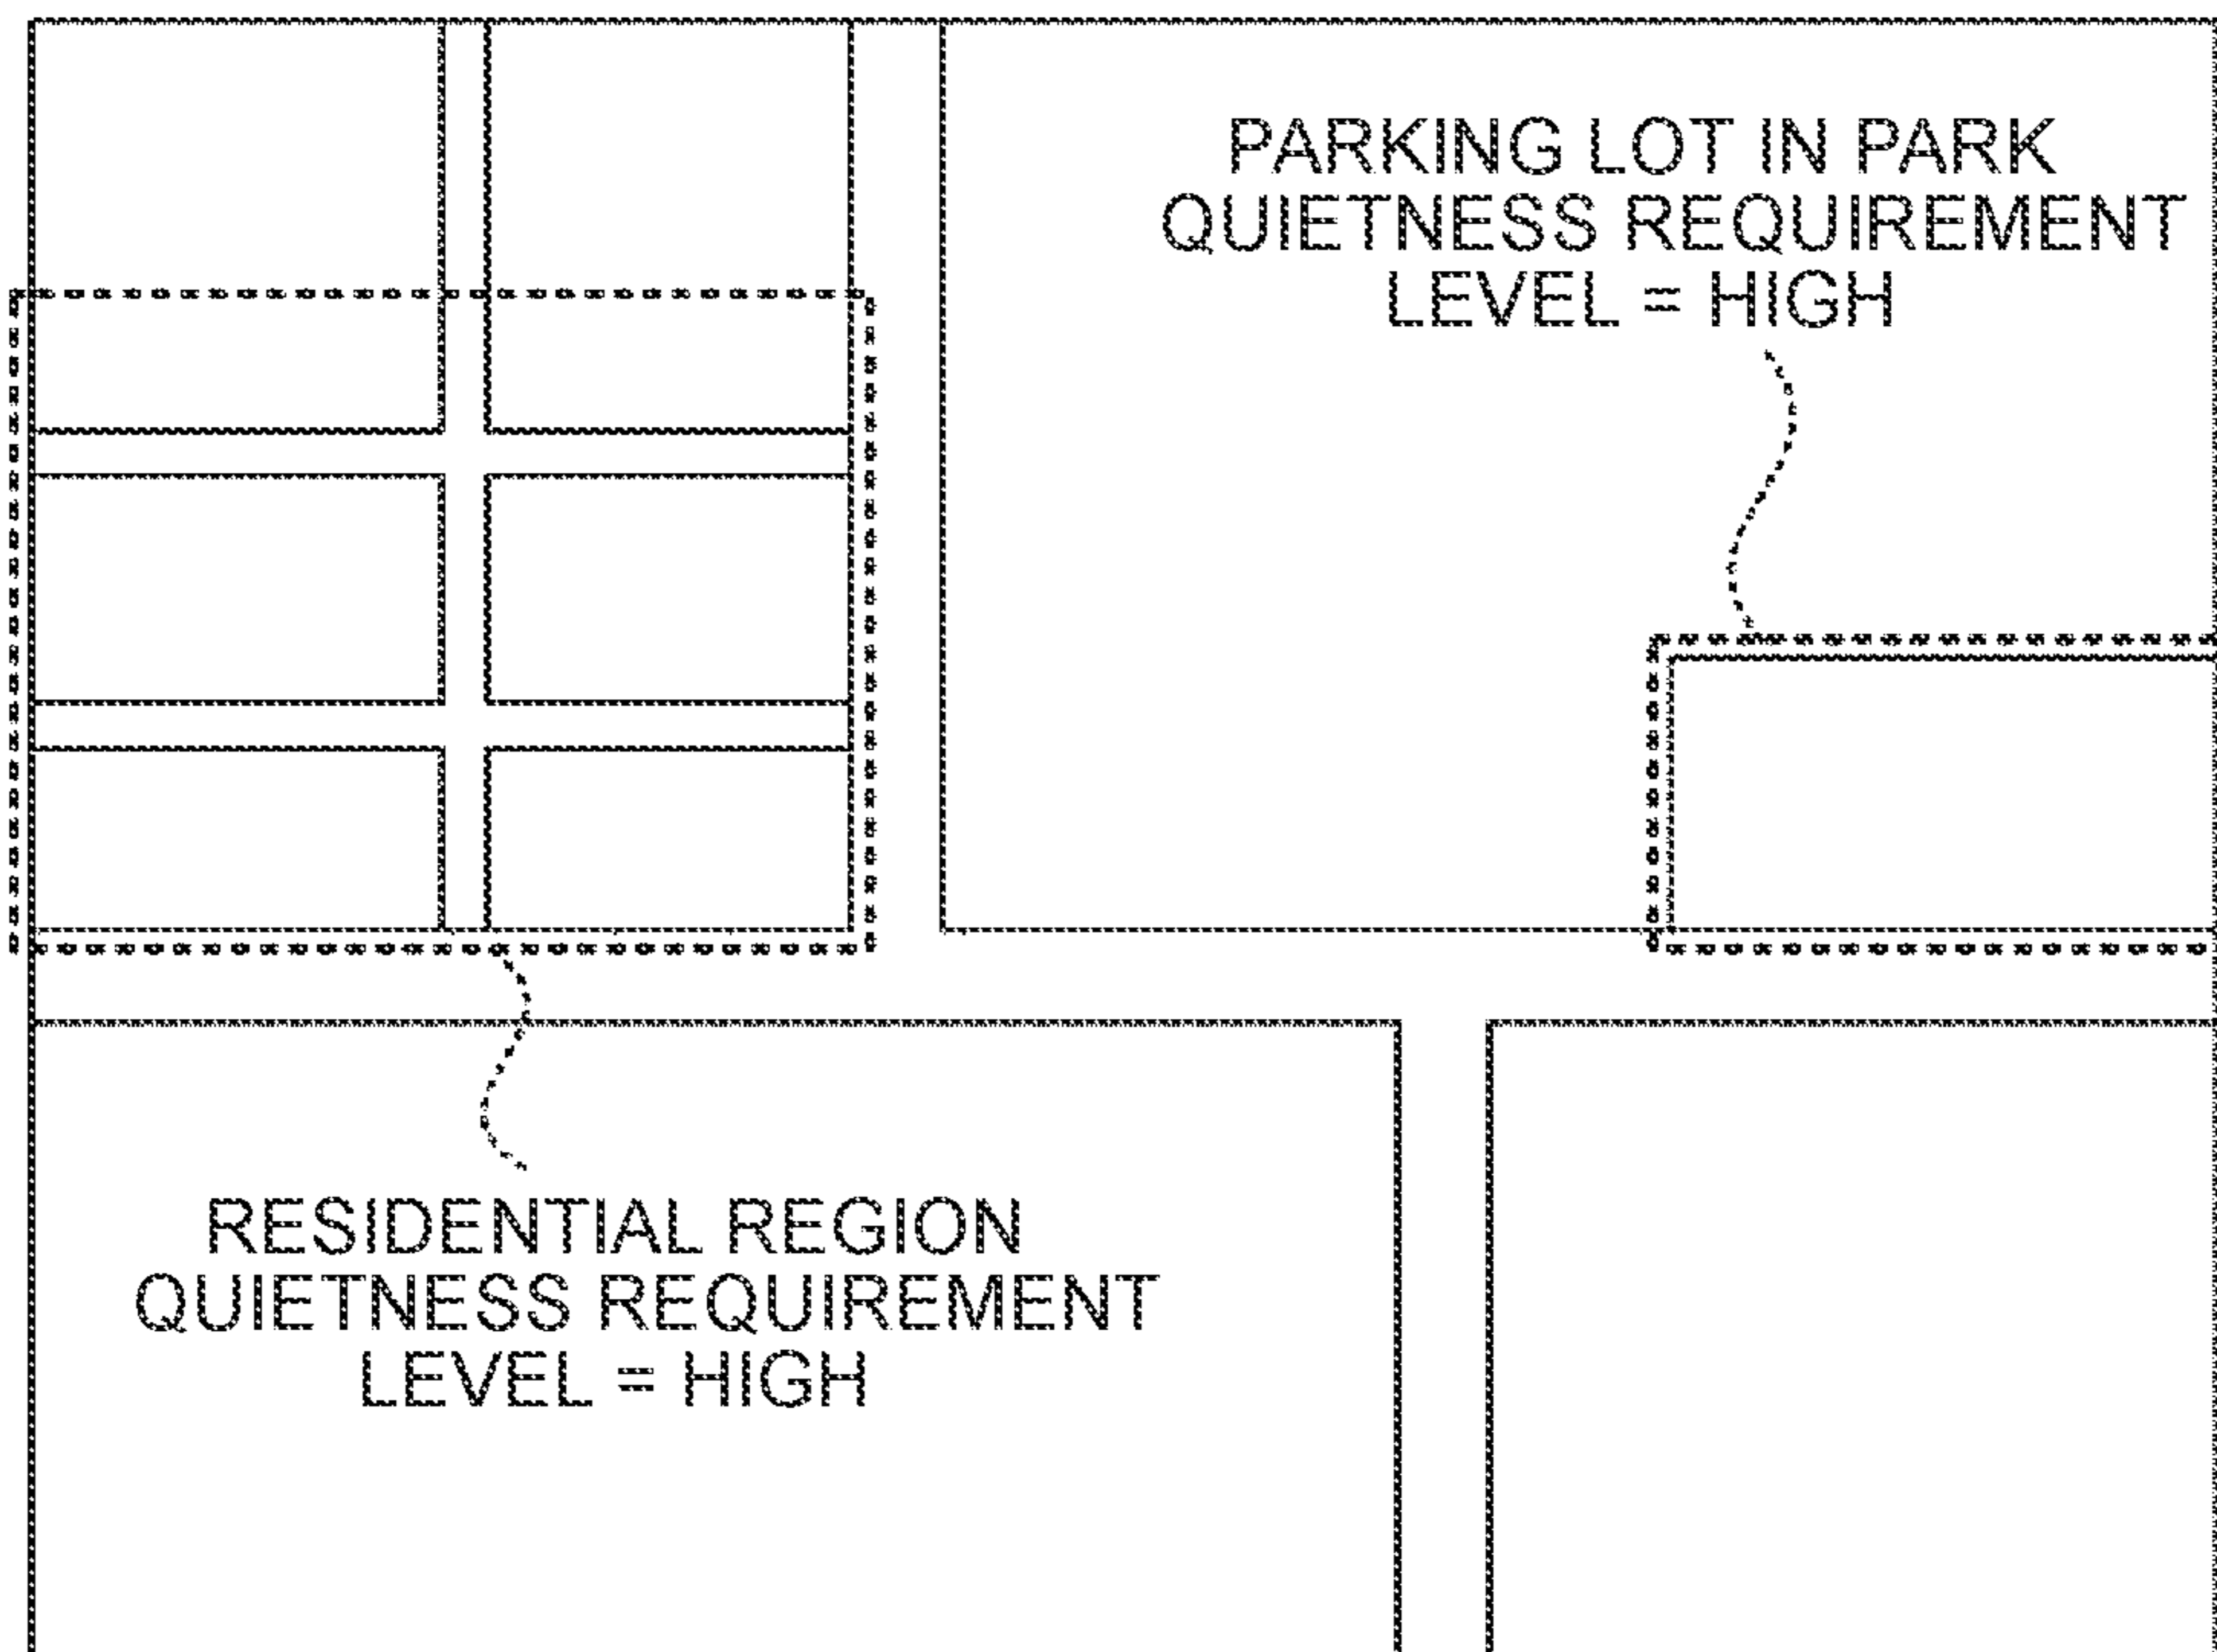 PARKING LOT IN PARK
QUIETNESS REQUIREMENT
LEVEL = HIGH
RESIDENTIAL REGION
QUIETNESS REQUIREMENT
LEVEL = HIGH